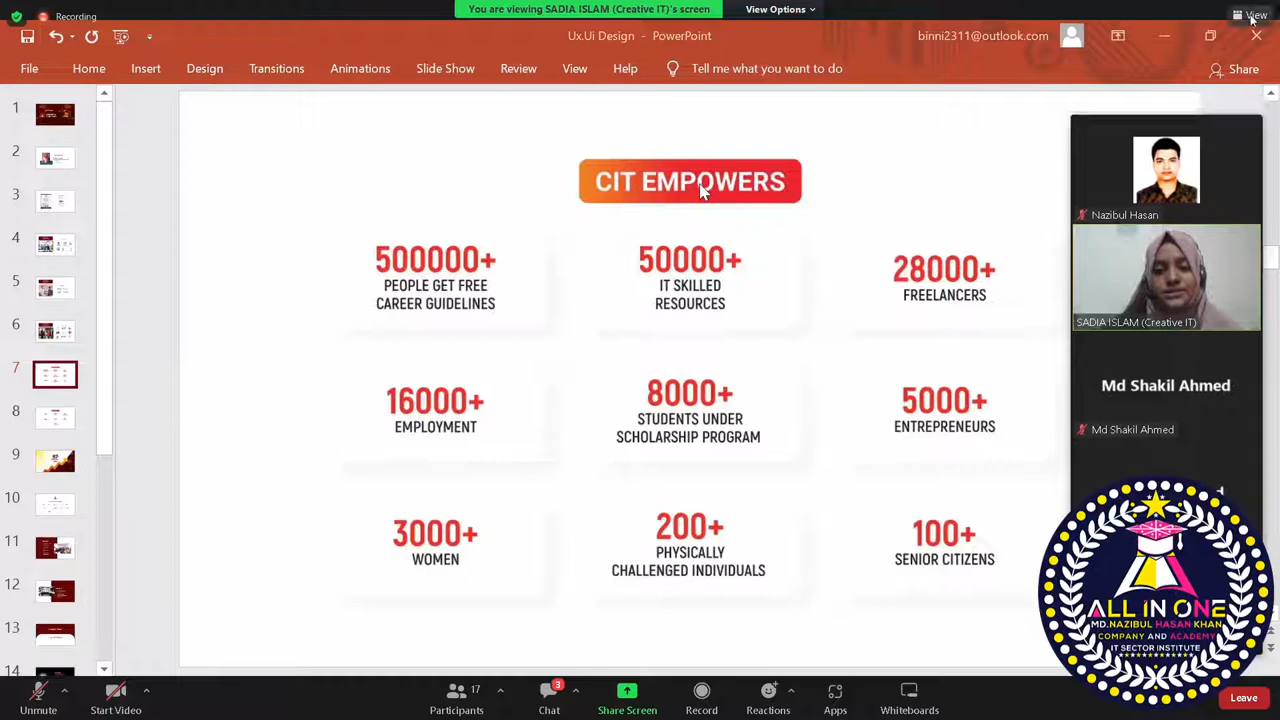 Recording
You are viewing SADIA ISLAM (Creative IT)'s screen
View Options
View
Ux.Ui Design - PowerPoint
binni2311@outlook.com
File Home Insert Design Transitions Animations Slide Show Review View Help Tell me what you want to do Share
1
2
3
4
5
6
7
8
10
11
12
13
14
CIT EMPOWERS
500000+
PEOPLE GET FREE
CAREER GUIDELINES
50000+
IT SKILLED
RESOURCES
28000+
FREELANCERS
16000+
EMPLOYMENT
8000+
STUDENTS UNDER
SCHOLARSHIP PROGRAM
5000+
ENTREPRENEURS
3000+
WOMEN
200+
PHYSICALLY
CHALLENGED INDIVIDUALS
100+
SENIOR CITIZENS
Nazibul Hasan
SADIA ISLAM (Creative IT)
Md Shakil Ahmed
Md Shakil Ahmed
ALL IN ONE
MD.NAZIBUL HASAN KHAN
COMPANY AND ACADEMY
IT SECTOR INSTITUTE
Unmute
Start Video
17
Participants
3
Chat
Share Screen
Record
Reactions
Apps
Whiteboards
Leave